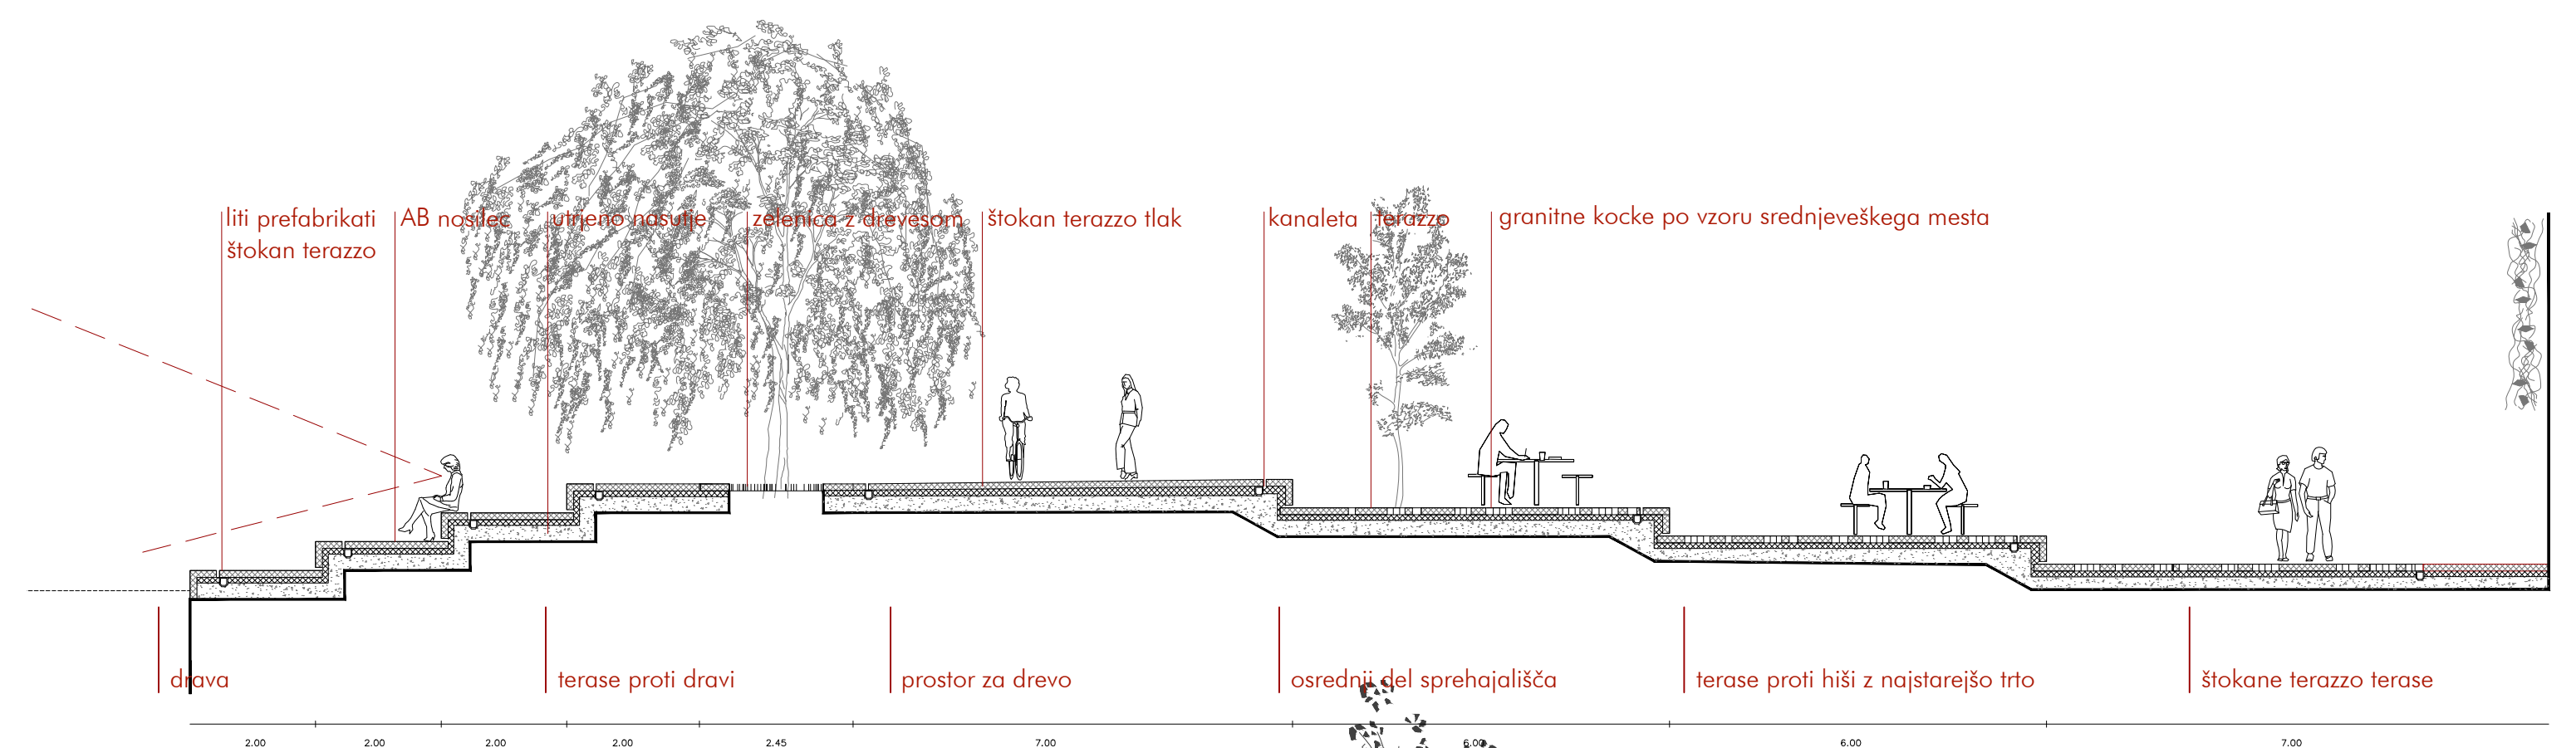 liti prefabrikati
štokan terazzo
AB nosilec
utrjeno nasutje
zelenica z drevesom
štokan terazzo tlak
kanaleta
terazzo
granitne kocke po vzoru srednjeveškega mesta
drava
terase proti dravi
prostor za drevo
osrednji del sprehajališča
terase proti hiši z najstarejšo trto
štokane terazzo terase
2.00
2.00
2.00
2.00
2.45
7.00
6.00
6.00
7.00